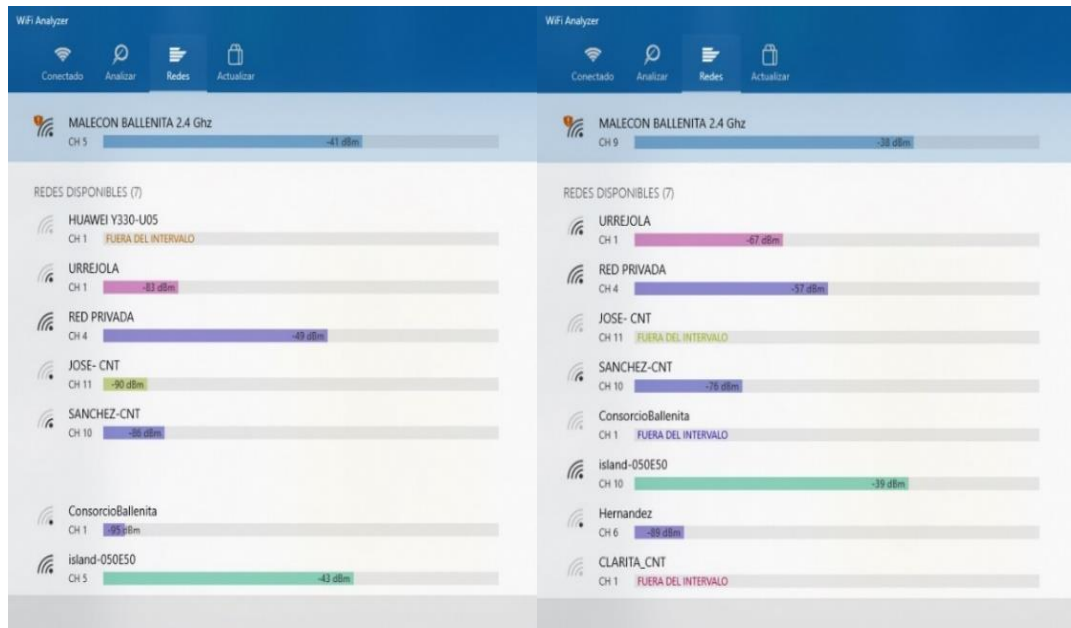 WiFi Analyzer
Conectado Analizar Redes Actualizar
MALECON BALLENITA 2.4 Ghz
CH 5 -41 dBm
REDES DISPONIBLES (7)
HUAWEI Y330-U05
CH 1 FUERA DEL INTERVALO
URREJOLA
CH 1 -83 dBm
RED PRIVADA
CH 4 -49 dBm
JOSE- CNT
CH 11 -90 dBm
SANCHEZ-CNT
CH 10 -86 dBm
ConsorcioBallenita
CH 1 -95 dBm
island-050E50
CH 5 -43 dBm
WiFi Analyzer
Conectado Analizar Redes Actualizar
MALECON BALLENITA 2.4 Ghz
CH 9 -38 dBm
REDES DISPONIBLES (7)
URREJOLA
CH 1 -67 dBm
RED PRIVADA
CH 4 -57 dBm
JOSE- CNT
CH 11 FUERA DEL INTERVALO
SANCHEZ-CNT
CH 10 -76 dBm
ConsorcioBallenita
CH 1 FUERA DEL INTERVALO
island-050E50
CH 10 -39 dBm
Hernandez
CH 6 -89 dBm
CLARITA_CNT
CH 1 FUERA DEL INTERVALO